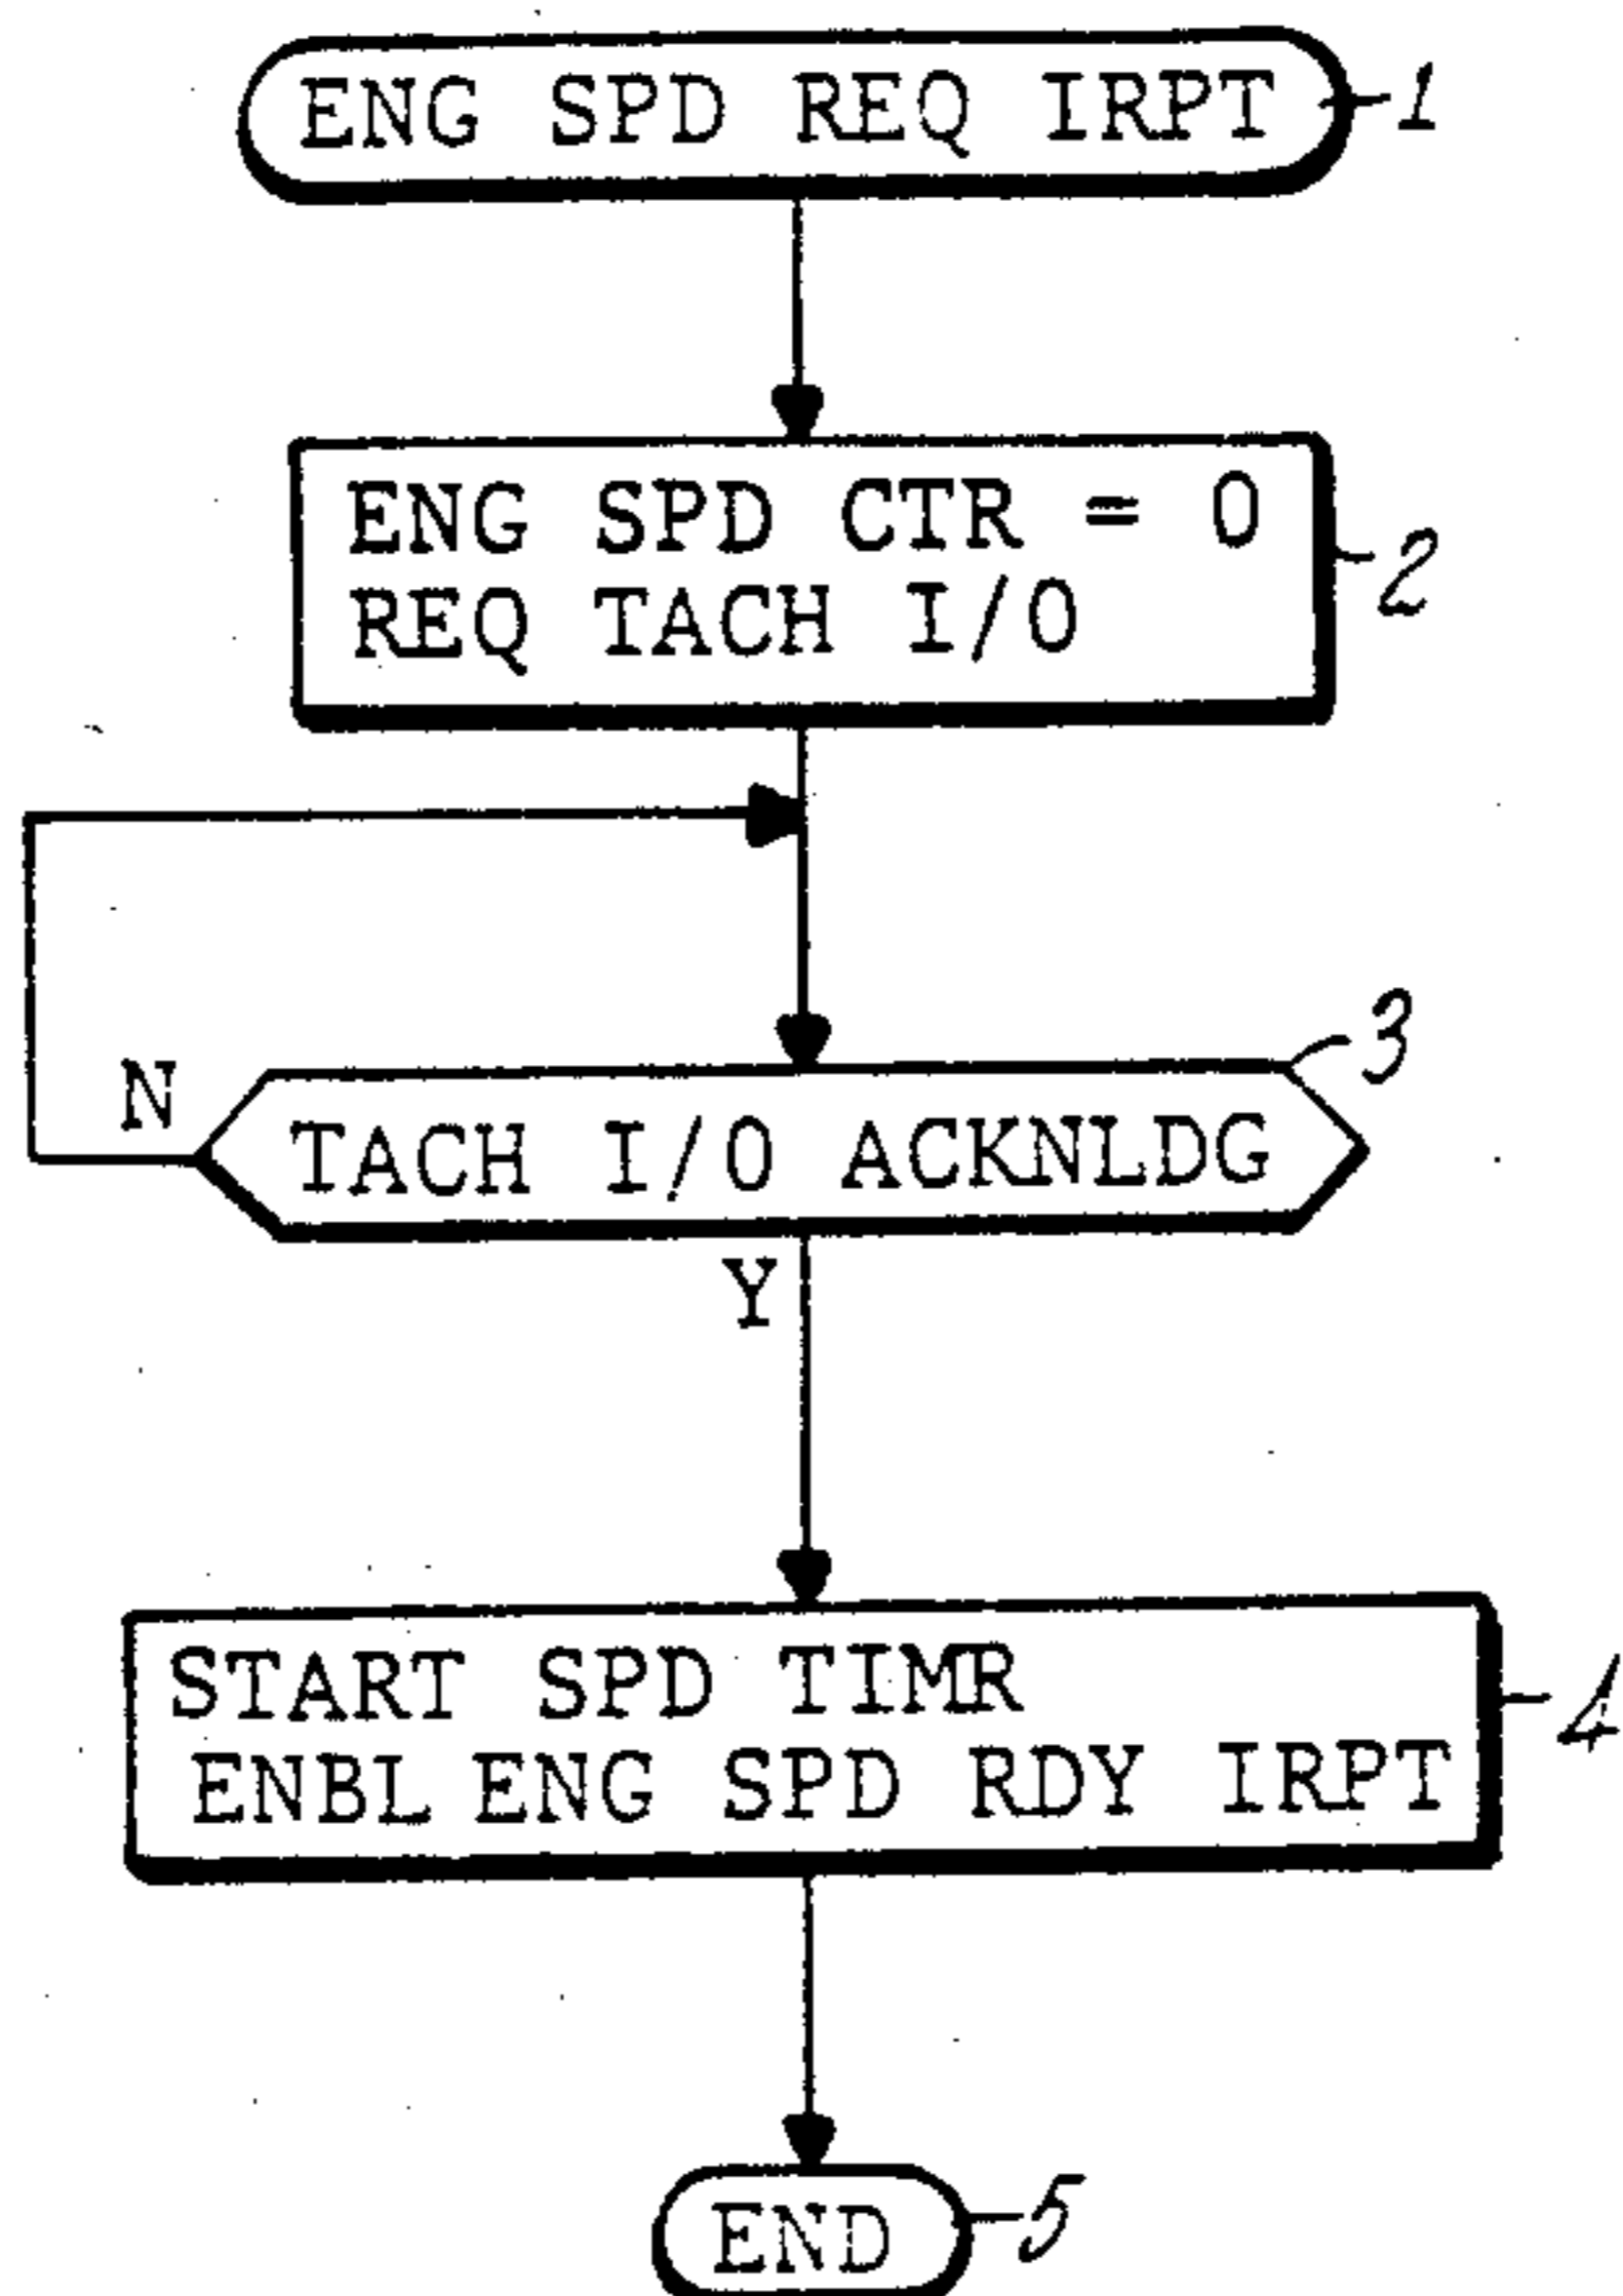 ENG SPD REQ IRPT 1
ENG SPD CTR = 0
REQ TACH I/O
2
3
N
TACH I/O ACKNLDG
Y
START SPD TIMR
4
ENBL ENG SPD RDY IRPT
END 5